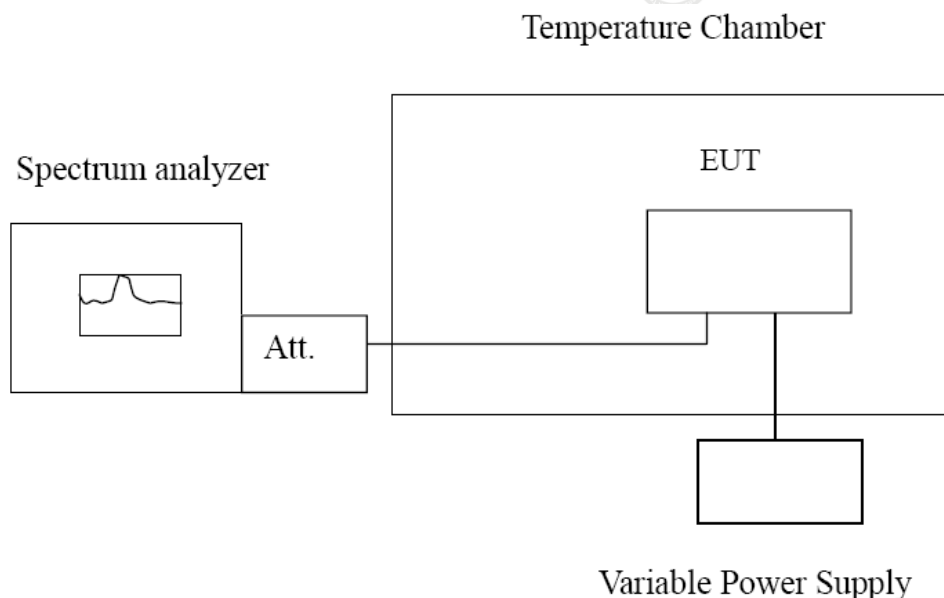 Temperature Chamber
Spectrum analyzer
EUT
Att.
Variable Power Supply